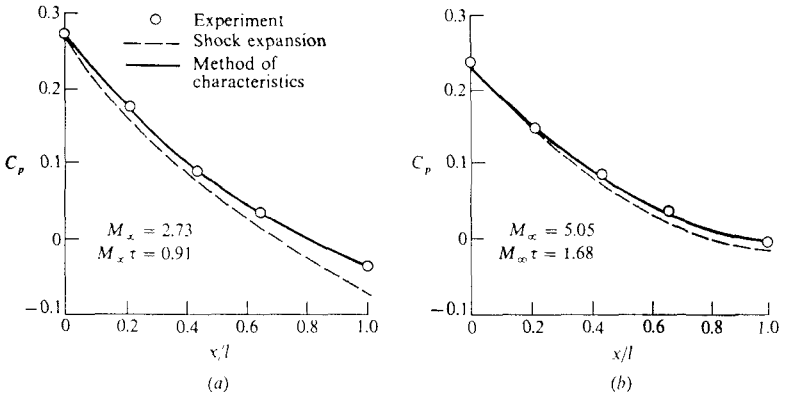 0.3
0.2
0.1
0
−0.1
C_p
Experiment
Shock expansion
Method of
characteristics
M_∞ = 2.73
M_∞ τ = 0.91
0 0.2 0.4 0.6 0.8 1.0
x/l
(a)
0.3
0.2
0.1
0
−0.1
C_p
M_∞ = 5.05
M_∞ τ = 1.68
0 0.2 0.4 0.6 0.8 1.0
x/l
(b)